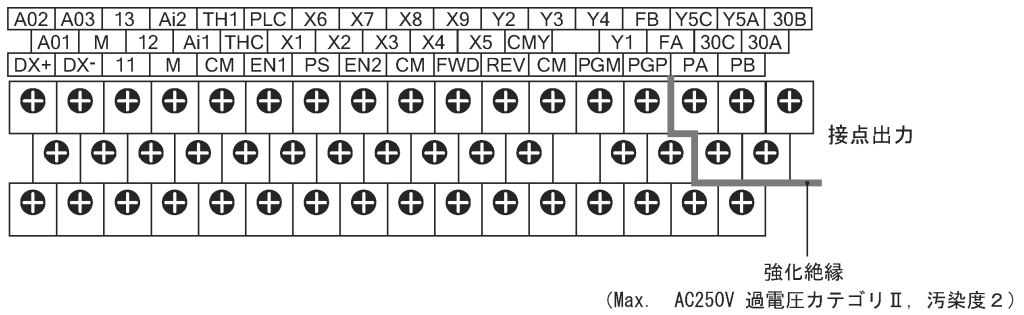 A02 A03 13 Ai2 TH1 PLC X6 X7 X8 X9 Y2 Y3 Y4 FB Y5C Y5A 30B
A01 M 12 Ai1 THC X1 X2 X3 X4 X5 CMY Y1 FA 30C 30A
DX+ DX- 11 M CM EN1 PS EN2 CM FWD REV CM PGM PGP PA PB
接点出力
強化絶縁
(Max. AC250V 過電圧カテゴリⅡ, 汚染度2)